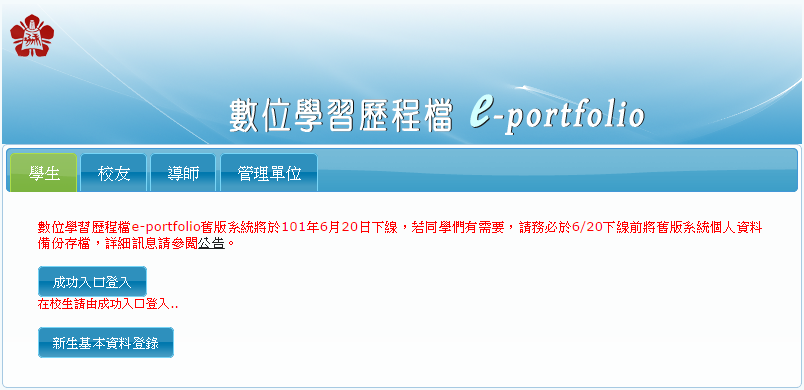 數位學習歷程檔 e-portfolio
學生 校友 導師 管理單位
數位學習歷程檔e-portfolio舊版系統將於101年6月20日下線，若同學們有需要，請務必於6/20下線前將舊版系統個人資料
備份存檔，詳細訊息請參閱公告。
成功入口登入
在校生請由成功入口登入..
新生基本資料登錄